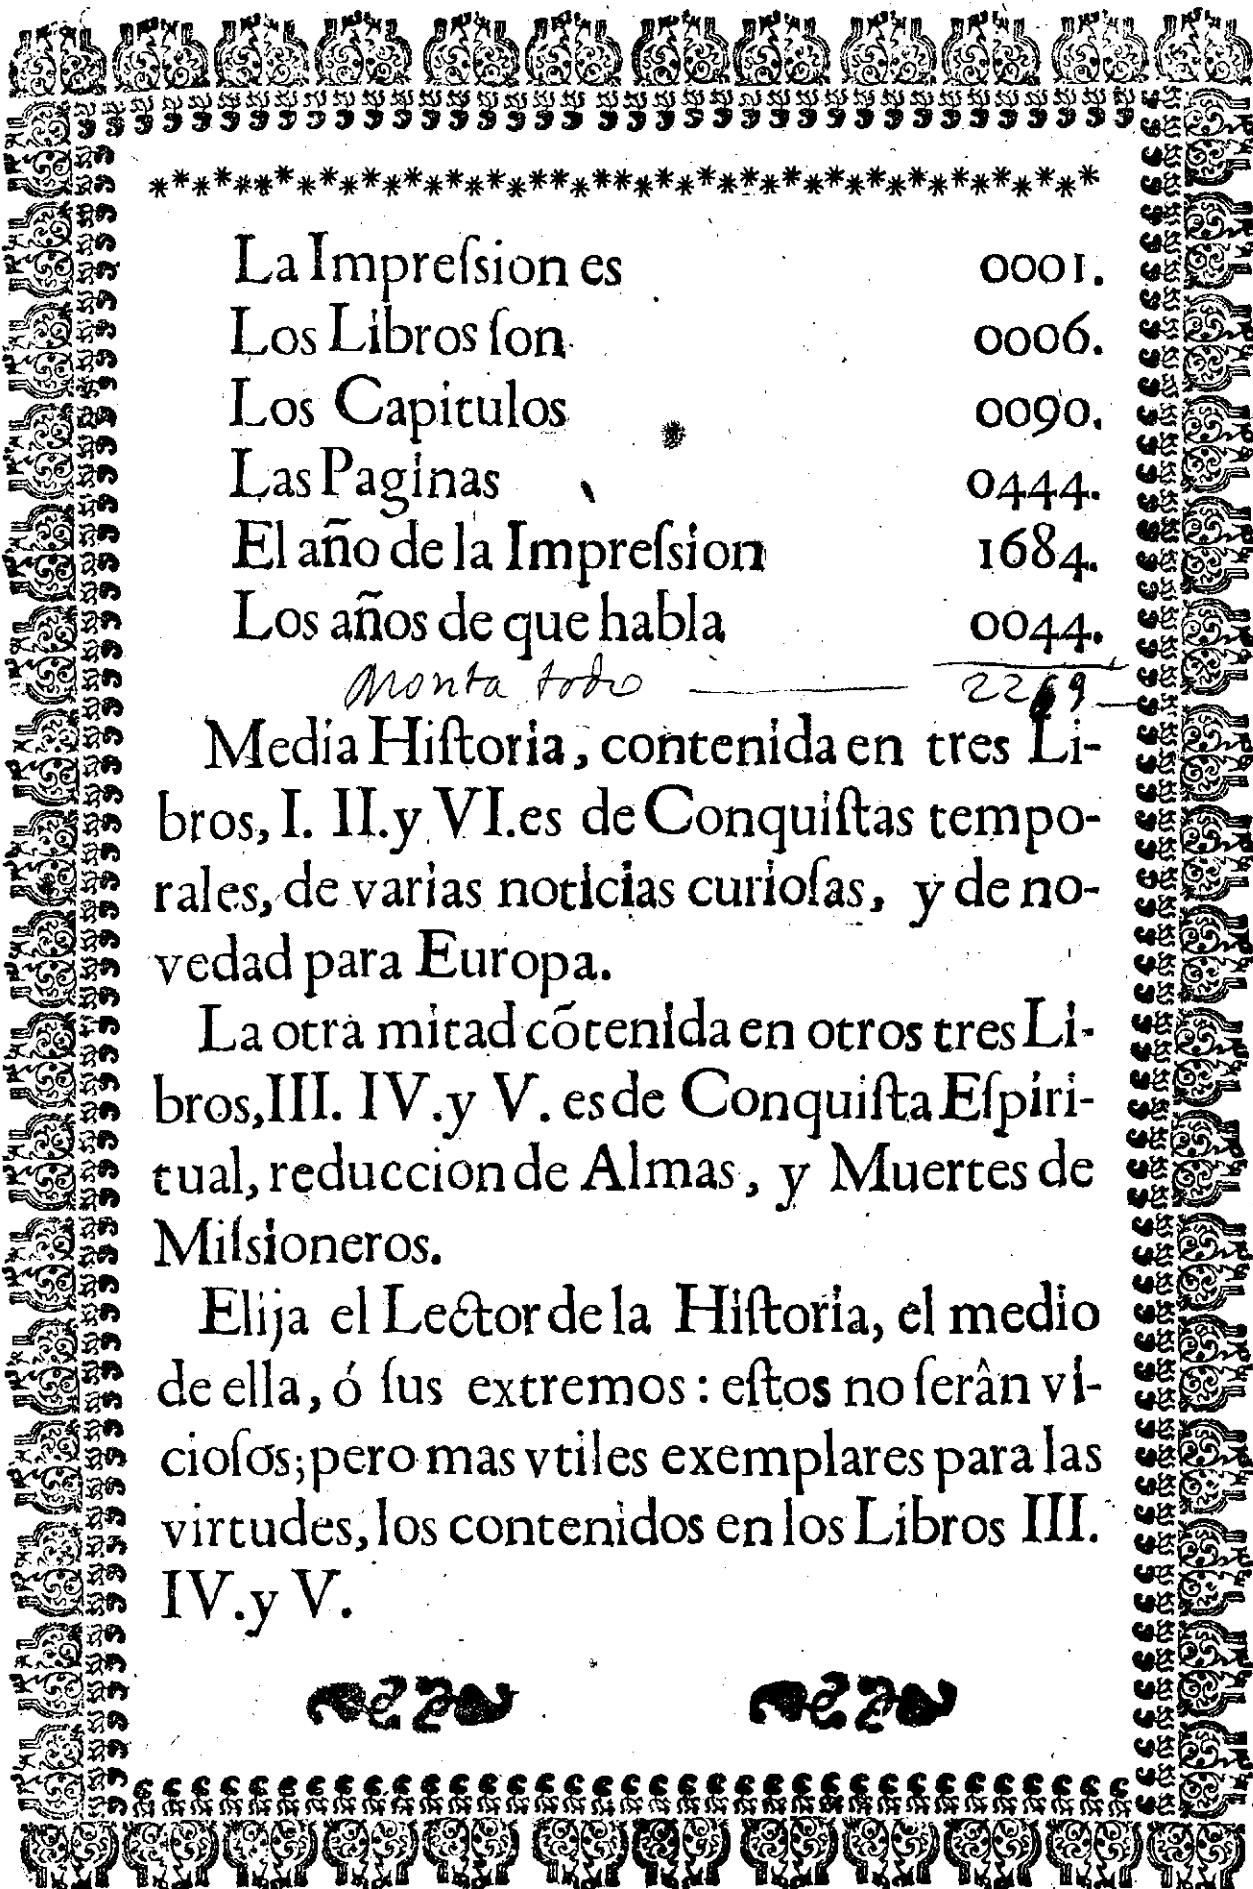 La Impreſsion es 0001.
Los Libros ſon 0006.
Los Capitulos 0090.
Las Paginas 0444.
El año de la Impreſsion 1684.
Los años de que habla 0044.
Monta todo 2269
Media Hiſtoria, contenida en tres Li-
bros, I. II. y VI. es de Conquiſtas tempo-
rales, de varias noticias curioſas, y de no-
vedad para Europa.
La otra mitad cõtenida en otros tres Li-
bros, III. IV. y V. es de Conquiſta Eſpiri-
tual, reduccion de Almas, y Muertes de
Miſsioneros.
Elija el Lector de la Hiſtoria, el medio
de ella, ó ſus extremos: eſtos no ſerân vi-
cioſos; pero mas vtiles exemplares para las
virtudes, los contenidos en los Libros III.
IV. y V.